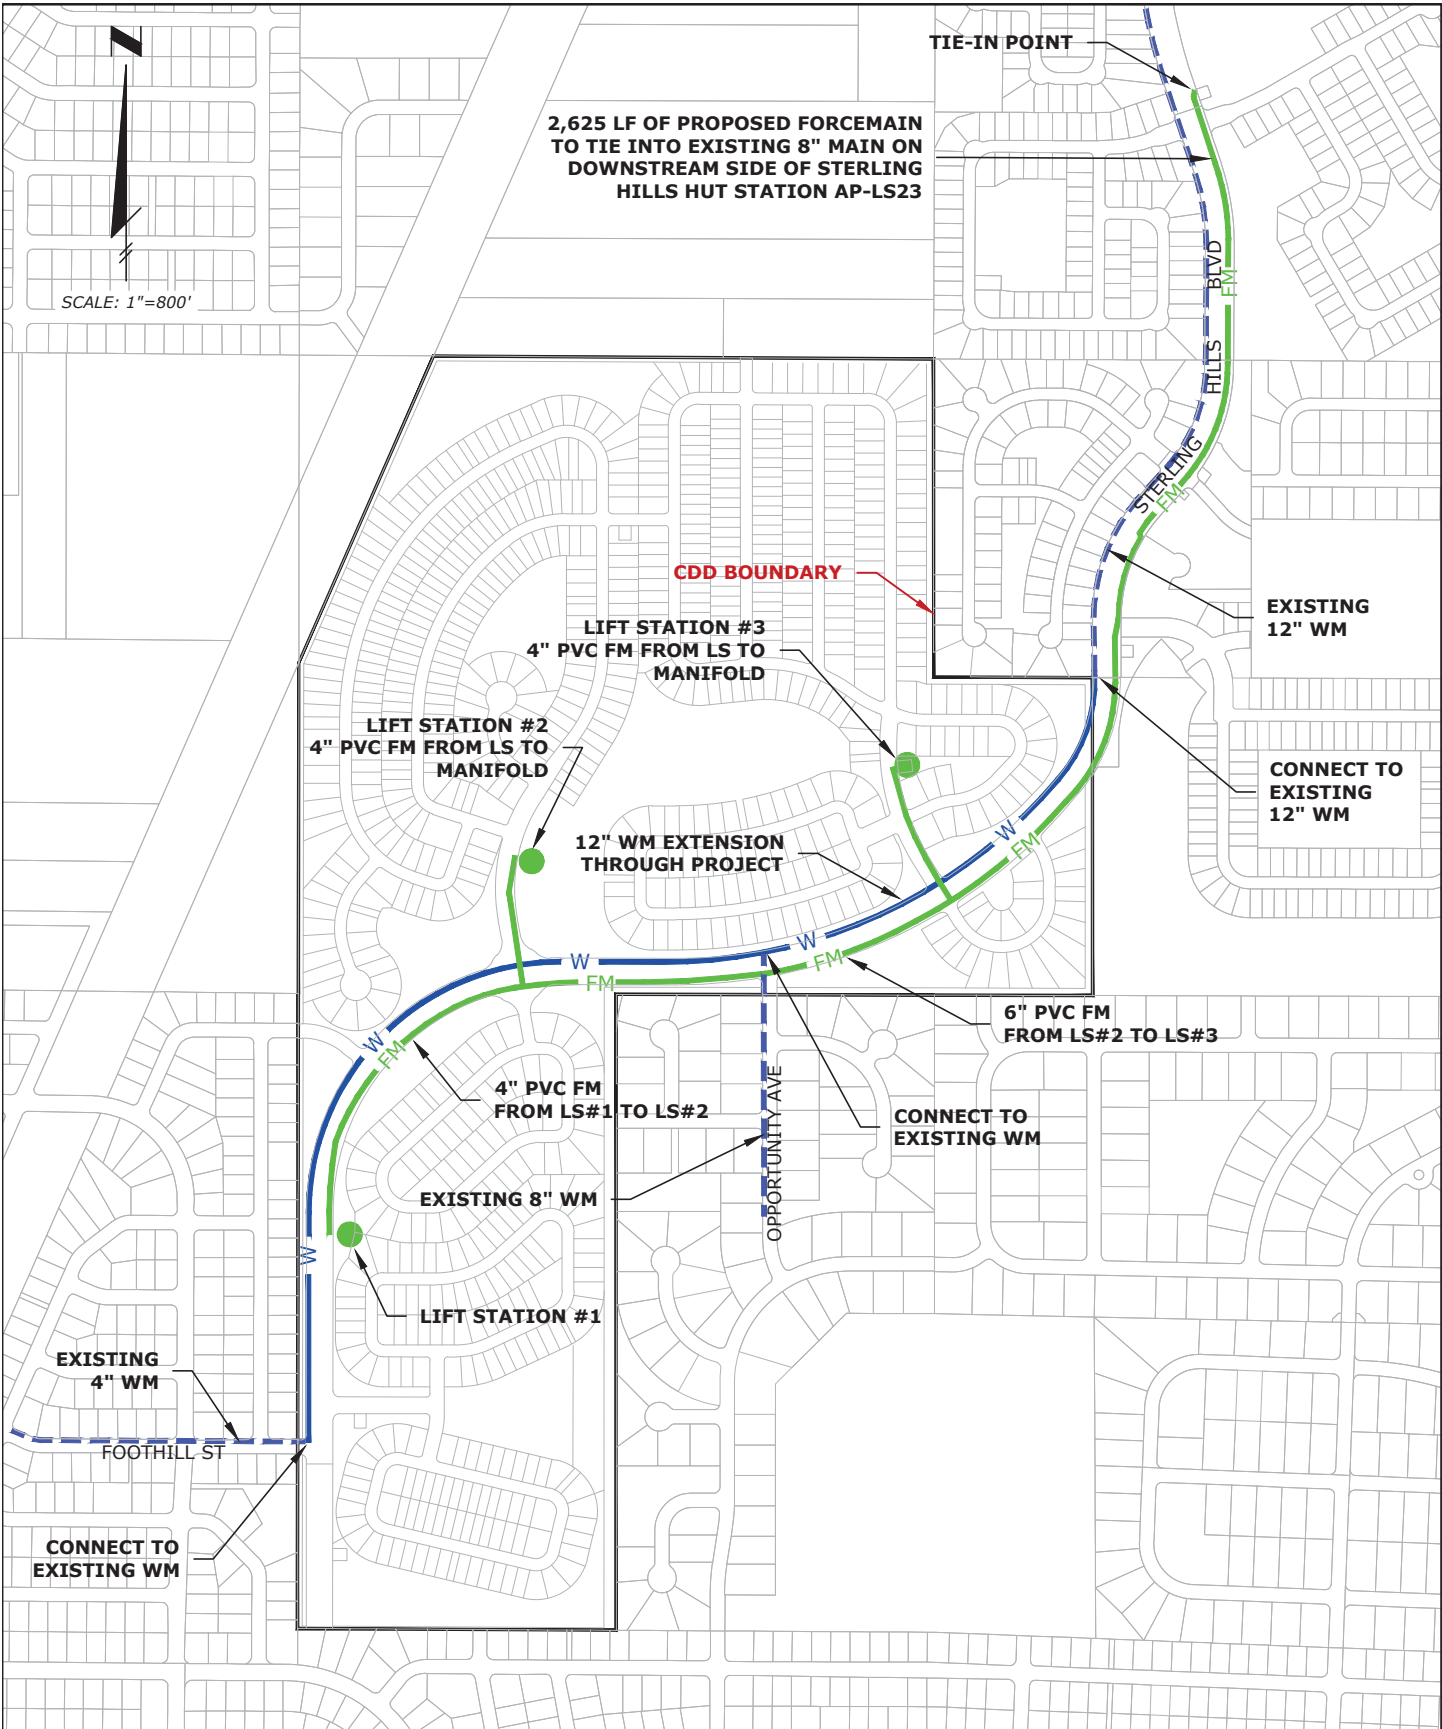 TIE-IN POINT
2,625 LF OF PROPOSED FORCEMAIN
TO TIE INTO EXISTING 8" MAIN ON
DOWNSTREAM SIDE OF STERLING
HILLS HUT STATION AP-LS23
N
SCALE: 1"=800'
STERLING HILLS BLVD
FM
FM
CDD BOUNDARY
EXISTING
12" WM
LIFT STATION #3
4" PVC FM FROM LS TO
MANIFOLD
LIFT STATION #2
4" PVC FM FROM LS TO
MANIFOLD
CONNECT TO
EXISTING
12" WM
12" WM EXTENSION
THROUGH PROJECT
W
FM
W
FM
W
FM
6" PVC FM
FROM LS#2 TO LS#3
W
FM
4" PVC FM
FROM LS#1 TO LS#2
CONNECT TO
EXISTING WM
OPPORTUNITY AVE
EXISTING 8" WM
W
LIFT STATION #1
EXISTING
4" WM
FOOTHILL ST
CONNECT TO
EXISTING WM